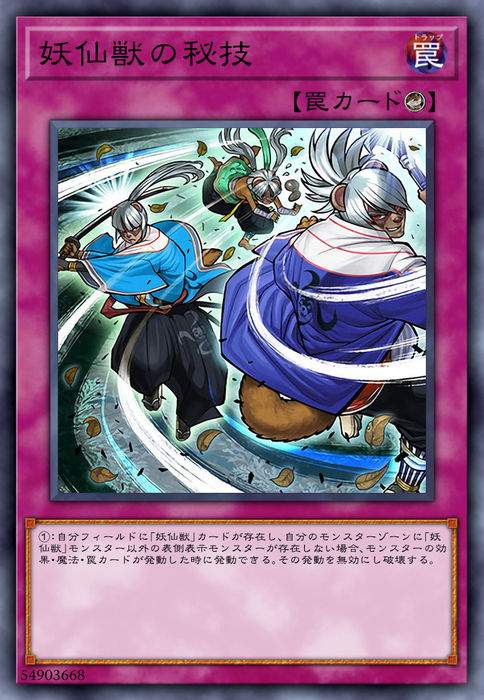 妖仙獣の秘技
トラップ
罠
【罠カード】
①：自分フィールドに「妖仙獣」カードが存在し、自分のモンスターゾーンに「妖
仙獣」モンスター以外の表側表示モンスターが存在しない場合、モンスターの効
果・魔法・罠カードが発動した時に発動できる。その発動を無効にし破壊する。
54903668